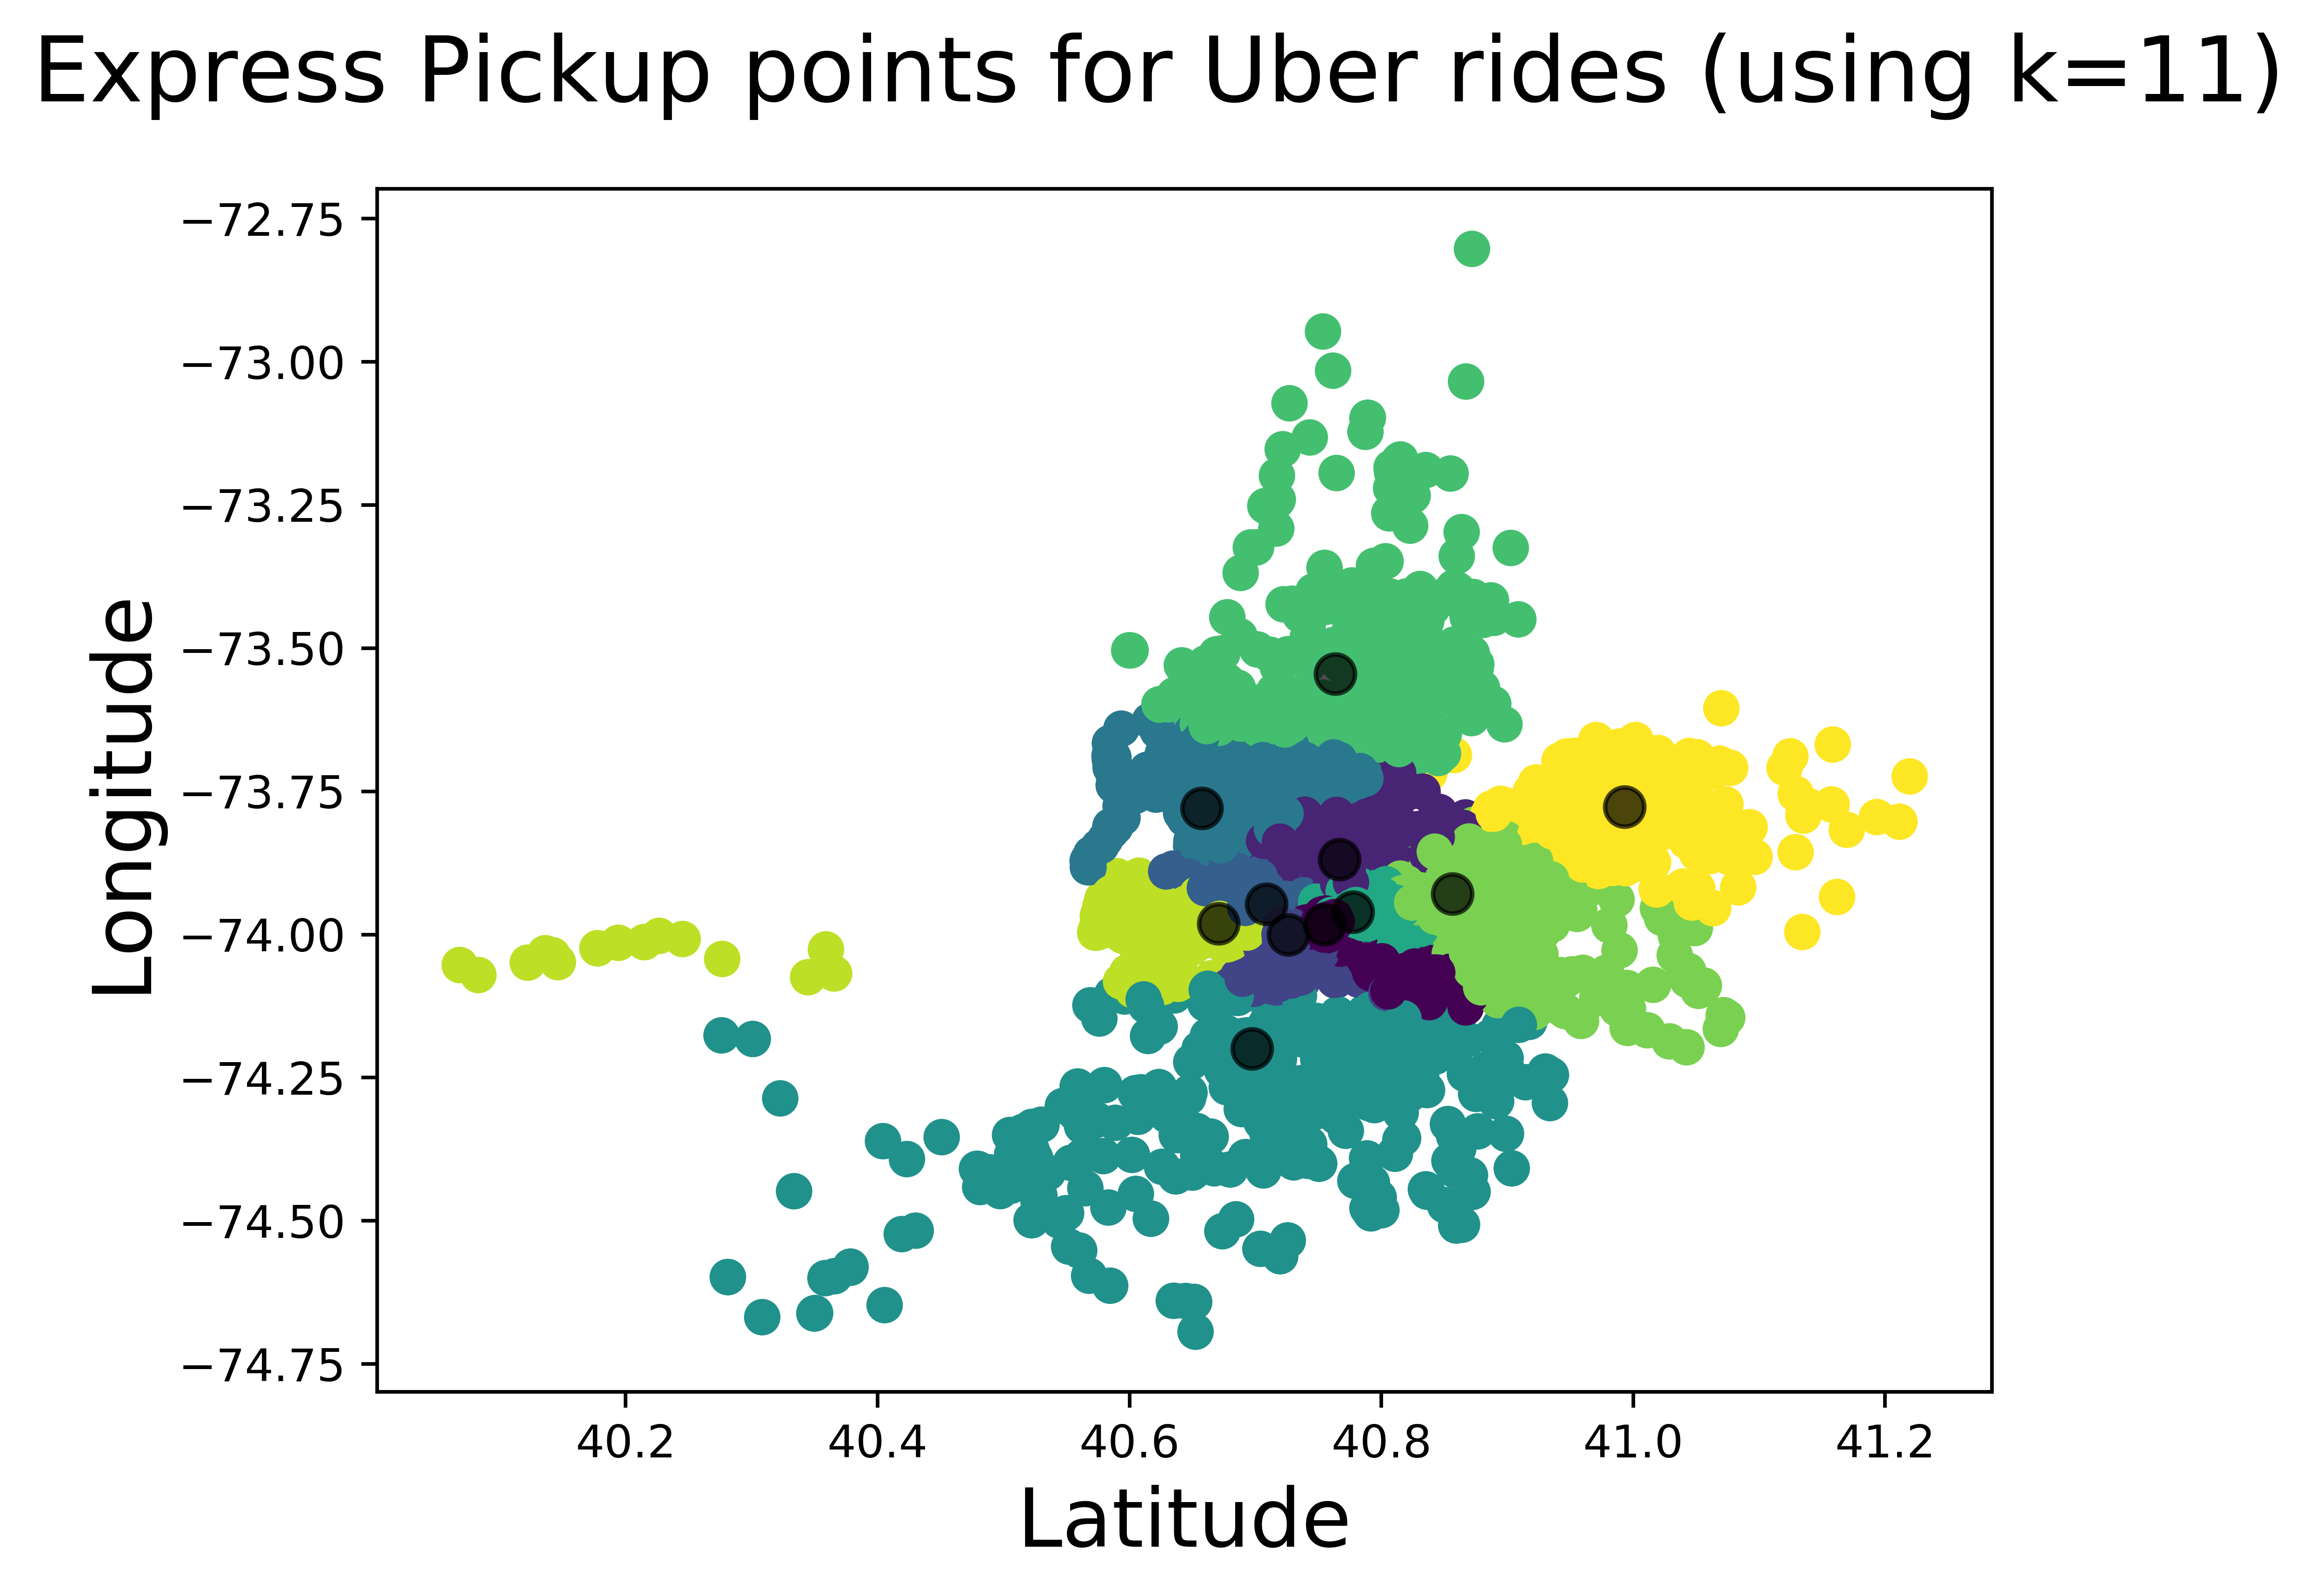 Express Pickup points for Uber rides (using k=11)
−72.75
−73.00
−73.25
−73.50
−73.75
−74.00
−74.25
−74.50
−74.75
Longitude
40.2 40.4 40.6 40.8 41.0 41.2
Latitude